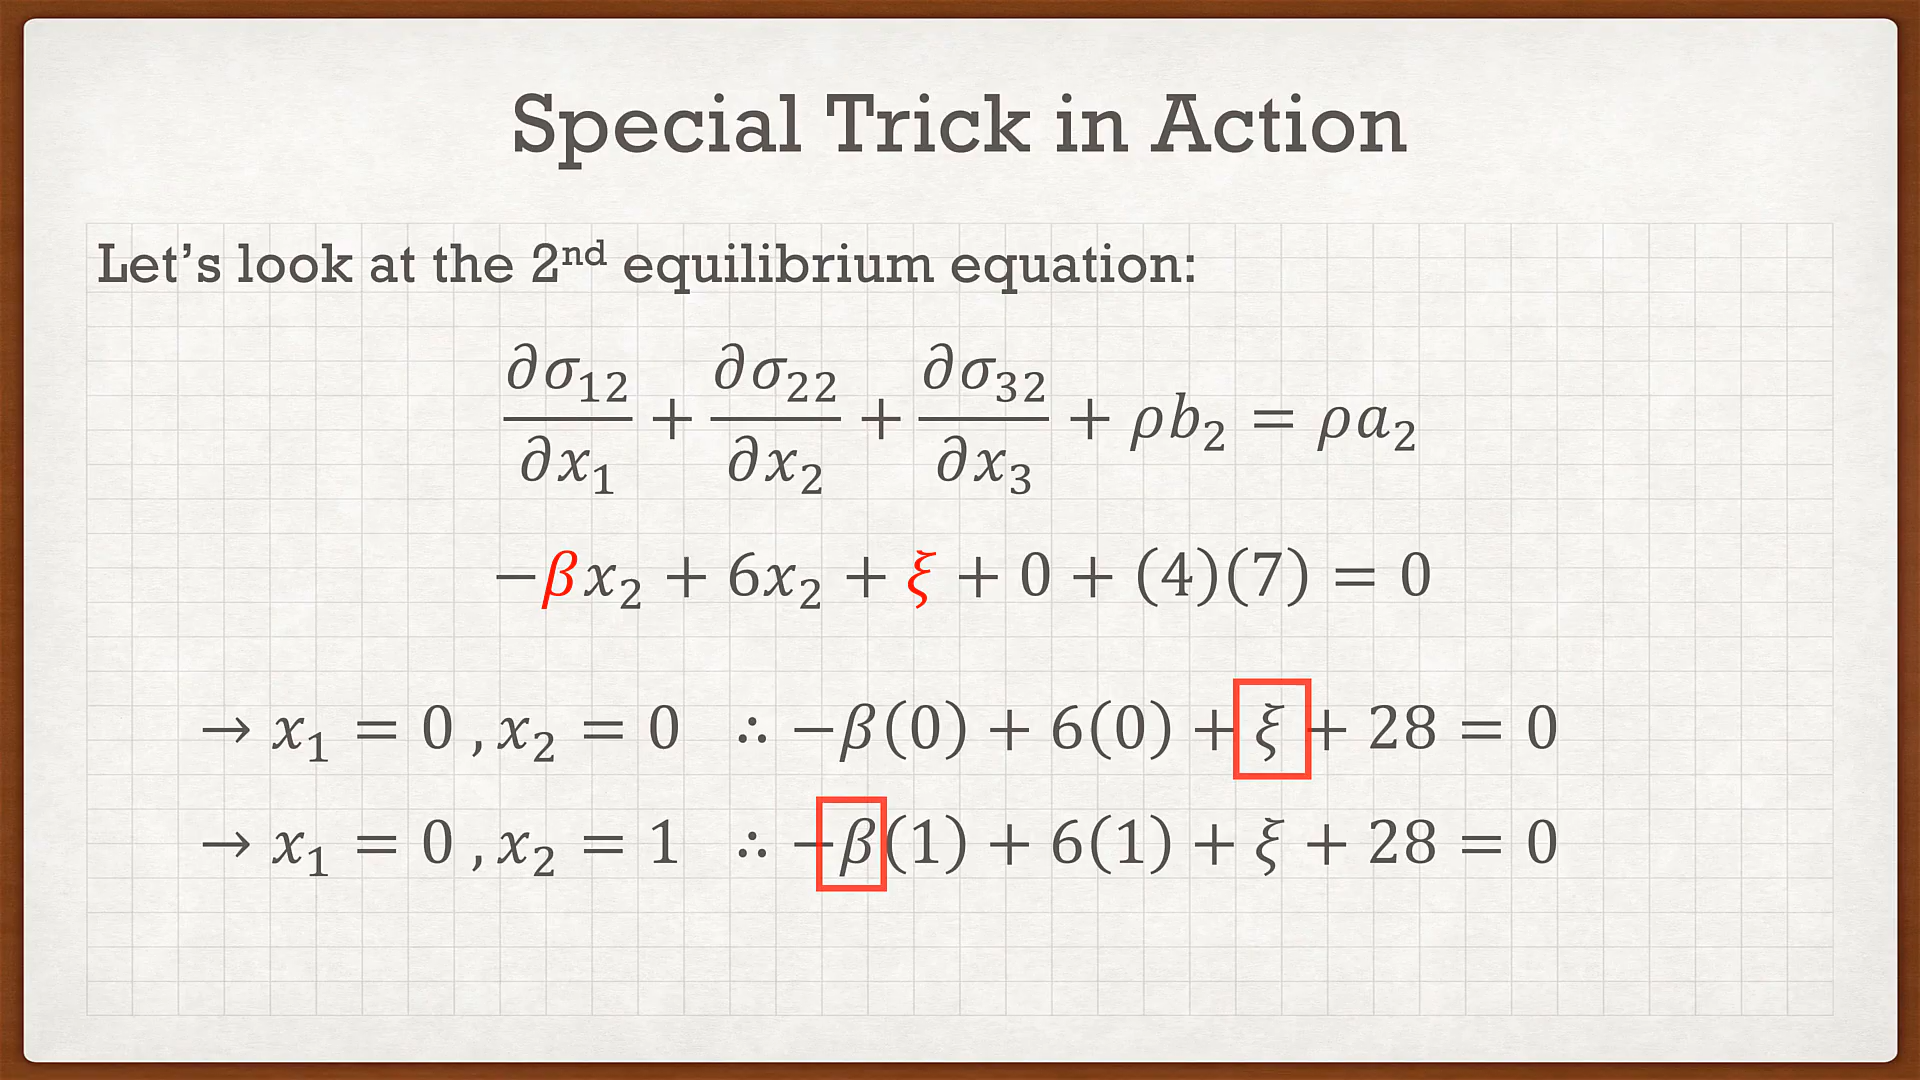 Special Trick in Action
Let’s look at the 2ⁿᵈ equilibrium equation:
∂σ₁₂/∂x₁ + ∂σ₂₂/∂x₂ + ∂σ₃₂/∂x₃ + ρb₂ = ρa₂
−βx₂ + 6x₂ + ξ + 0 + (4)(7) = 0
→ x₁ = 0 , x₂ = 0 ∴ −β(0) + 6(0) + ξ + 28 = 0
→ x₁ = 0 , x₂ = 1 ∴ −β(1) + 6(1) + ξ + 28 = 0